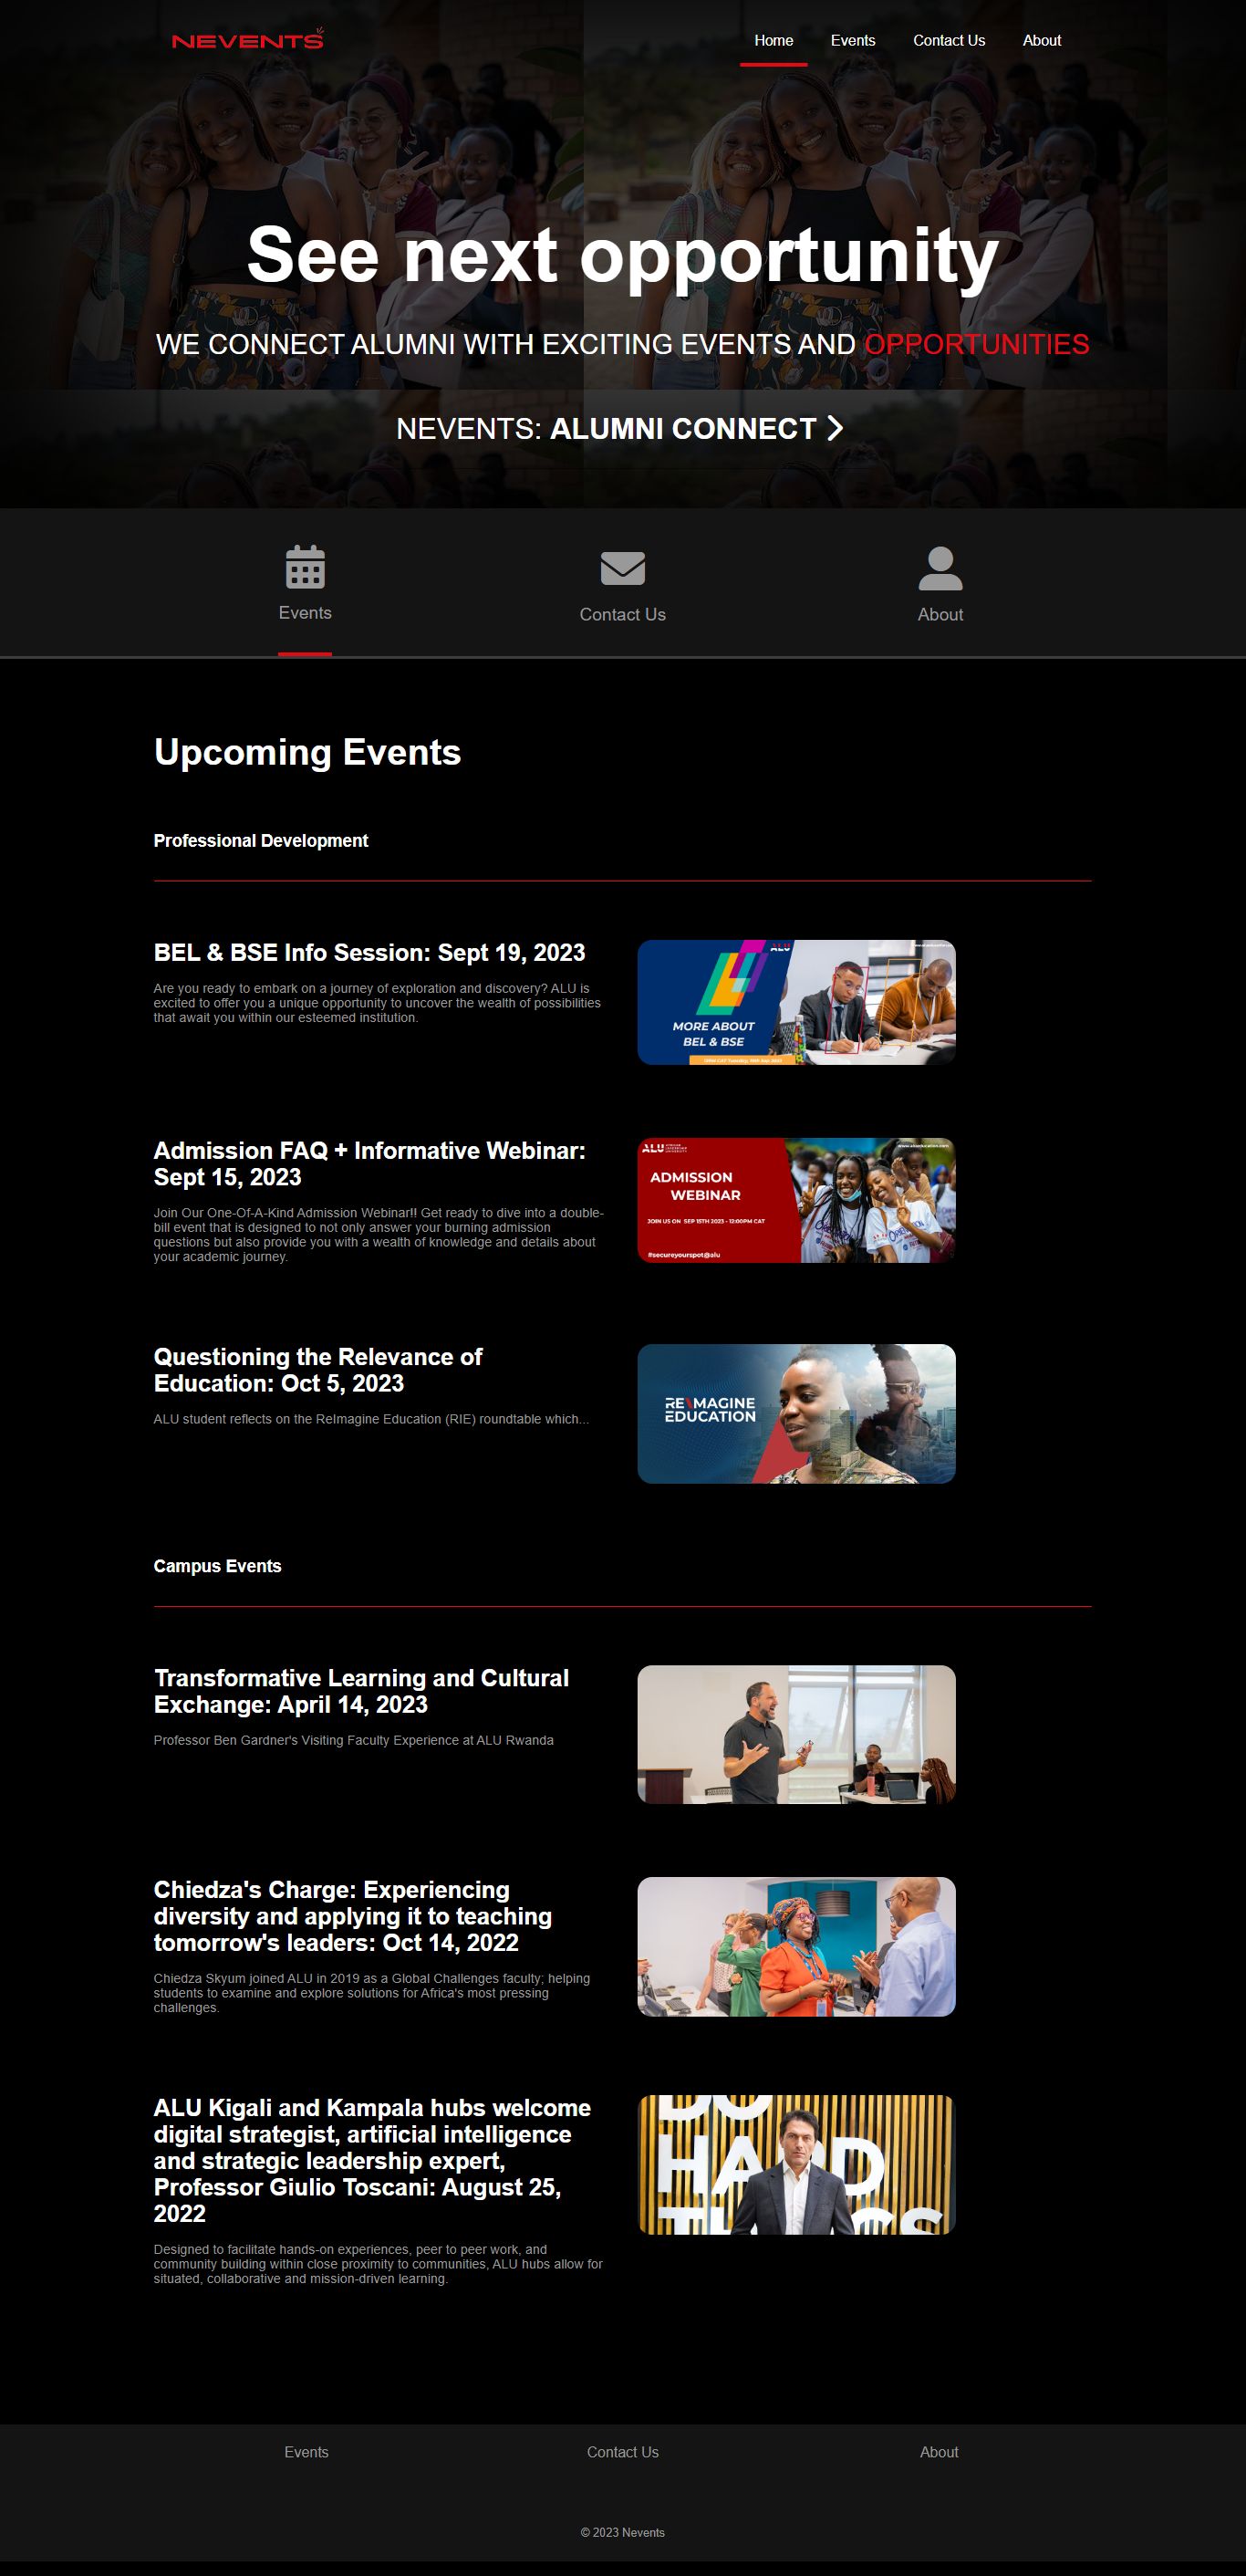 NEVENTS
Home Events Contact Us About
See next opportunity
WE CONNECT ALUMNI WITH EXCITING EVENTS AND OPPORTUNITIES
NEVENTS: ALUMNI CONNECT
Events Contact Us About
Upcoming Events
Professional Development
BEL & BSE Info Session: Sept 19, 2023
Are you ready to embark on a journey of exploration and discovery? ALU is
excited to offer you a unique opportunity to uncover the wealth of possibilities
that await you within our esteemed institution.
ALU
MORE ABOUT
BEL & BSE
Admission FAQ + Informative Webinar:
Sept 15, 2023
Join Our One-Of-A-Kind Admission Webinar!! Get ready to dive into a double-
bill event that is designed to not only answer your burning admission
questions but also provide you with a wealth of knowledge and details about
your academic journey.
ALU
ADMISSION
WEBINAR
JOIN US ON SEP 15TH 2023 - 12:00PM CAT
#secureyourspot@alu
Questioning the Relevance of
Education: Oct 5, 2023
ALU student reflects on the ReImagine Education (RIE) roundtable which...
REIMAGINE
EDUCATION
Campus Events
Transformative Learning and Cultural
Exchange: April 14, 2023
Professor Ben Gardner's Visiting Faculty Experience at ALU Rwanda
Chiedza's Charge: Experiencing
diversity and applying it to teaching
tomorrow's leaders: Oct 14, 2022
Chiedza Skyum joined ALU in 2019 as a Global Challenges faculty; helping
students to examine and explore solutions for Africa's most pressing
challenges.
ALU Kigali and Kampala hubs welcome
digital strategist, artificial intelligence
and strategic leadership expert,
Professor Giulio Toscani: August 25,
2022
Designed to facilitate hands-on experiences, peer to peer work, and
community building within close proximity to communities, ALU hubs allow for
situated, collaborative and mission-driven learning.
DO
HARD
Events Contact Us About
© 2023 Nevents